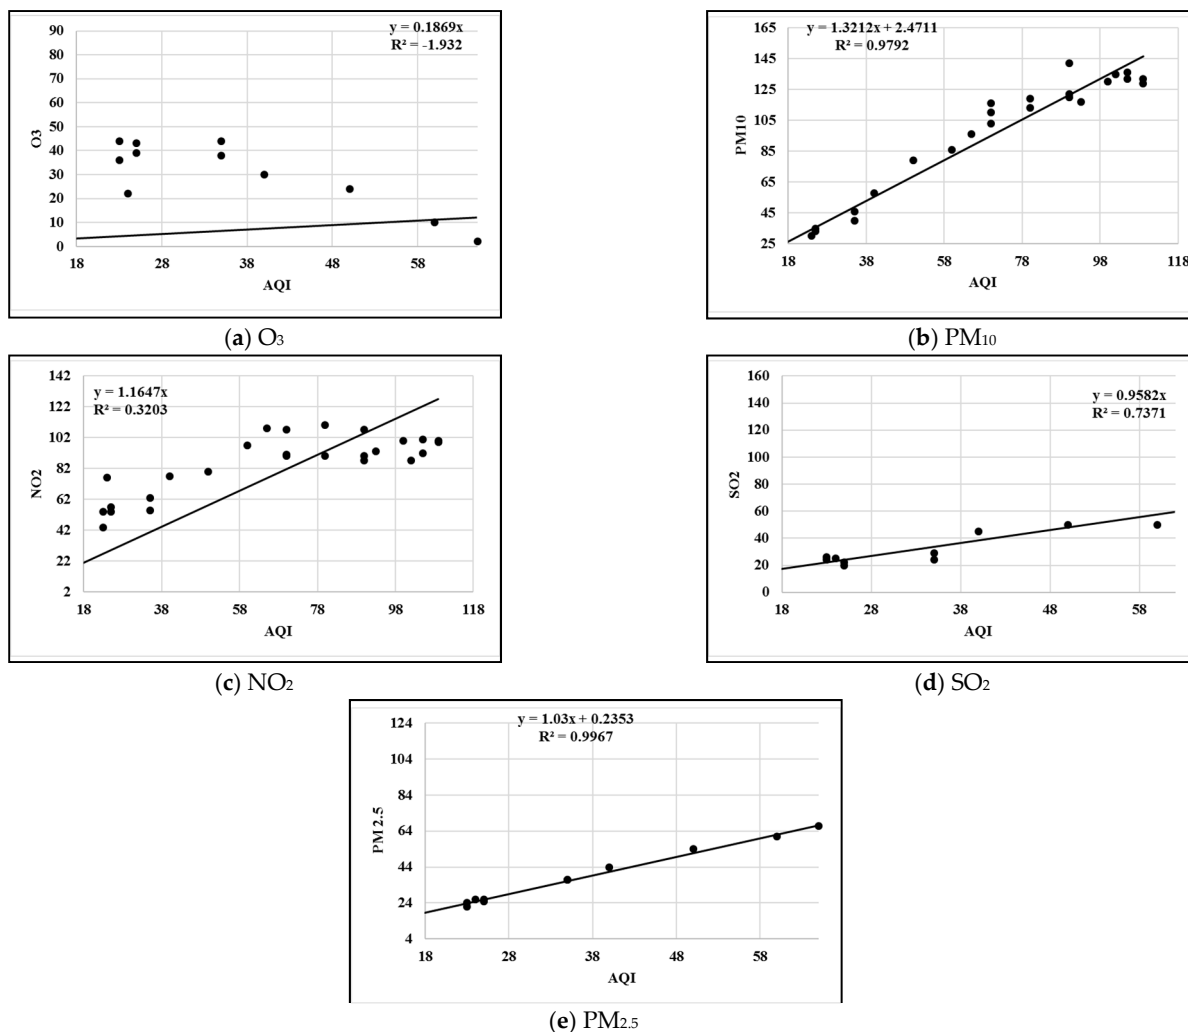 y = 0.1869x
R² = -1.932
90
80
70
60
50
40
30
20
10
0
O3
18 28 38 48 58
AQI
(a) O₃
y = 1.3212x + 2.4711
R² = 0.9792
165
145
125
105
85
65
45
25
PM10
18 38 58 78 98 118
AQI
(b) PM₁₀
y = 1.1647x
R² = 0.3203
142
122
102
82
62
42
22
2
NO2
18 38 58 78 98 118
AQI
(c) NO₂
y = 0.9582x
R² = 0.7371
160
140
120
100
80
60
40
20
0
SO2
18 28 38 48 58
AQI
(d) SO₂
y = 1.03x + 0.2353
R² = 0.9967
124
104
84
64
44
24
4
PM 2.5
18 28 38 48 58
AQI
(e) PM₂.₅